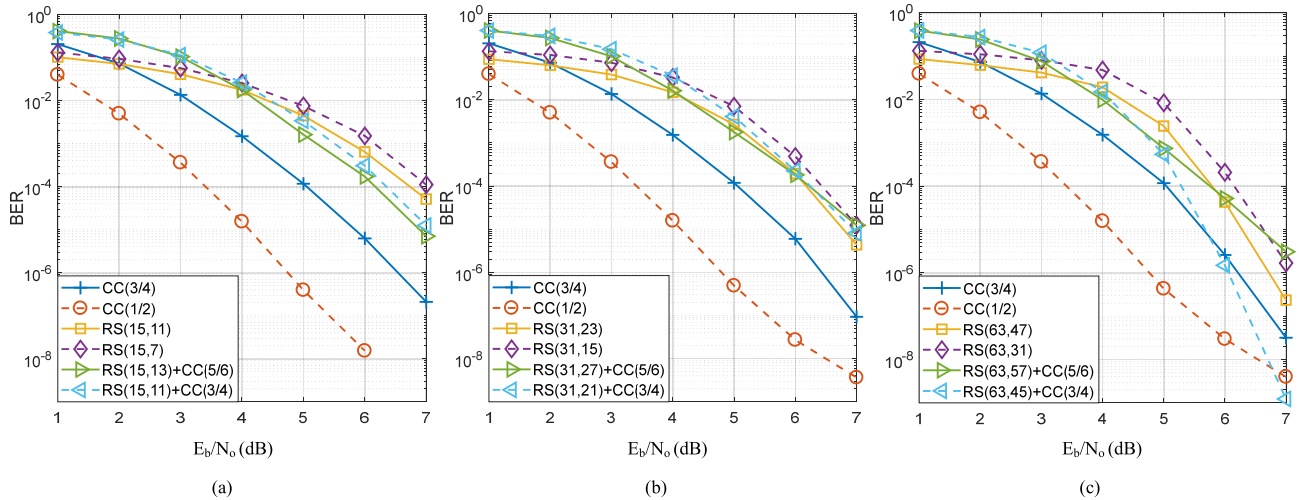 10^0
10^-2
10^-4
10^-6
10^-8
BER
CC(3/4)
CC(1/2)
RS(15,11)
RS(15,7)
RS(15,13)+CC(5/6)
RS(15,11)+CC(3/4)
1 2 3 4 5 6 7
E_b/N_o (dB)
(a)
10^0
10^-2
10^-4
10^-6
10^-8
BER
CC(3/4)
CC(1/2)
RS(31,23)
RS(31,15)
RS(31,27)+CC(5/6)
RS(31,21)+CC(3/4)
1 2 3 4 5 6 7
E_b/N_o (dB)
(b)
10^0
10^-2
10^-4
10^-6
10^-8
BER
CC(3/4)
CC(1/2)
RS(63,47)
RS(63,31)
RS(63,57)+CC(5/6)
RS(63,45)+CC(3/4)
1 2 3 4 5 6 7
E_b/N_o (dB)
(c)